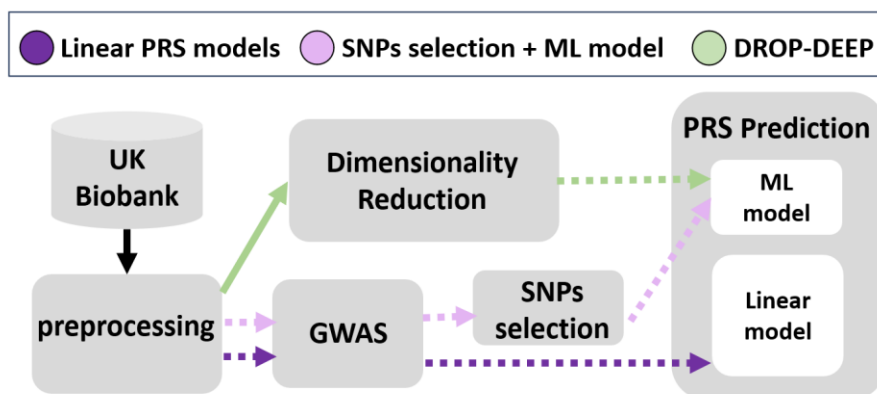 Linear PRS models
SNPs selection + ML model
DROP-DEEP
UK
Biobank
Dimensionality
Reduction
PRS Prediction
ML
model
preprocessing
GWAS
SNPs
selection
Linear
model